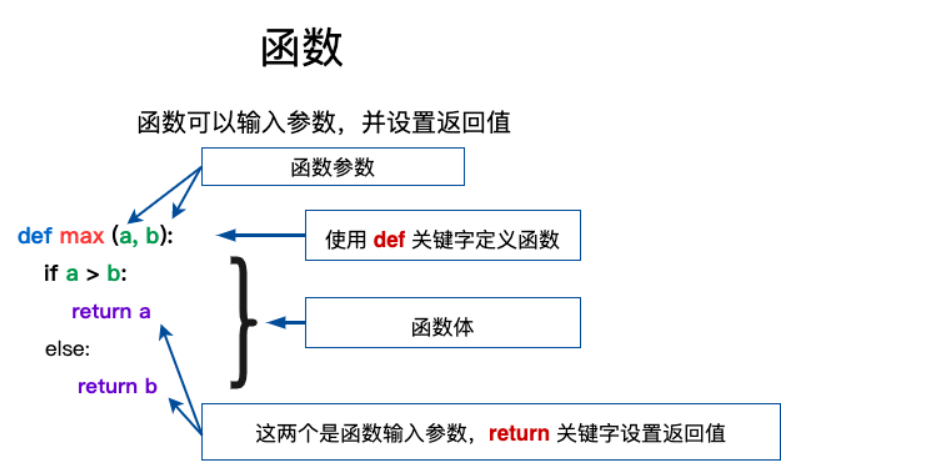 函数
函数可以输入参数，并设置返回值
函数参数
def max (a, b):
使用 def 关键字定义函数
if a > b:
return a
函数体
else:
return b
这两个是函数输入参数，return 关键字设置返回值